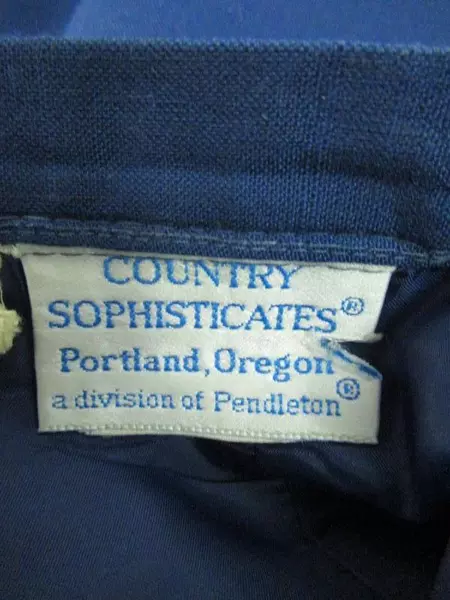 COUNTRY
SOPHISTICATES®
Portland, Oregon
a division of Pendleton®